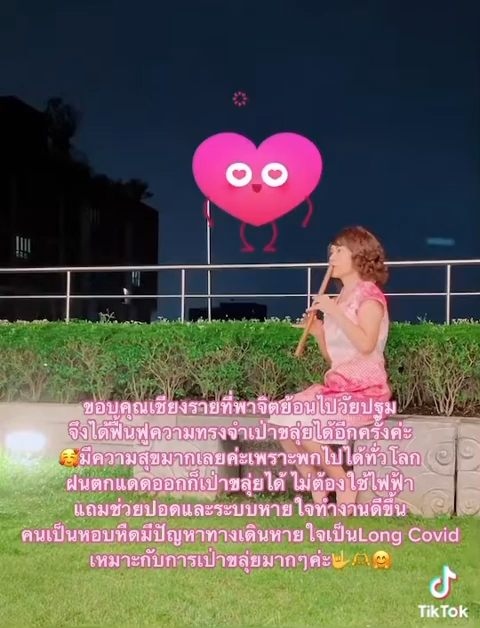 ขอบคุณเชียงรายที่พาจิตย้อนไปวัยปฐม
จึงได้ฟื้นฟูความทรงจำเป่าขลุ่ยได้อีกครั้งค่ะ
🥰มีความสุขมากเลยค่ะเพราะพกไปได้ทั่วโลก
ฝนตกแดดออกก็เป่าขลุ่ยได้ ไม่ต้องใช้ไฟฟ้า
แถมช่วยปอดและระบบหายใจทำงานดีขึ้น
คนเป็นหอบหืดมีปัญหาทางเดินหายใจเป็นLong Covid
เหมาะกับการเป่าขลุ่ยมากๆค่ะ🤟🫶🤗
TikTok